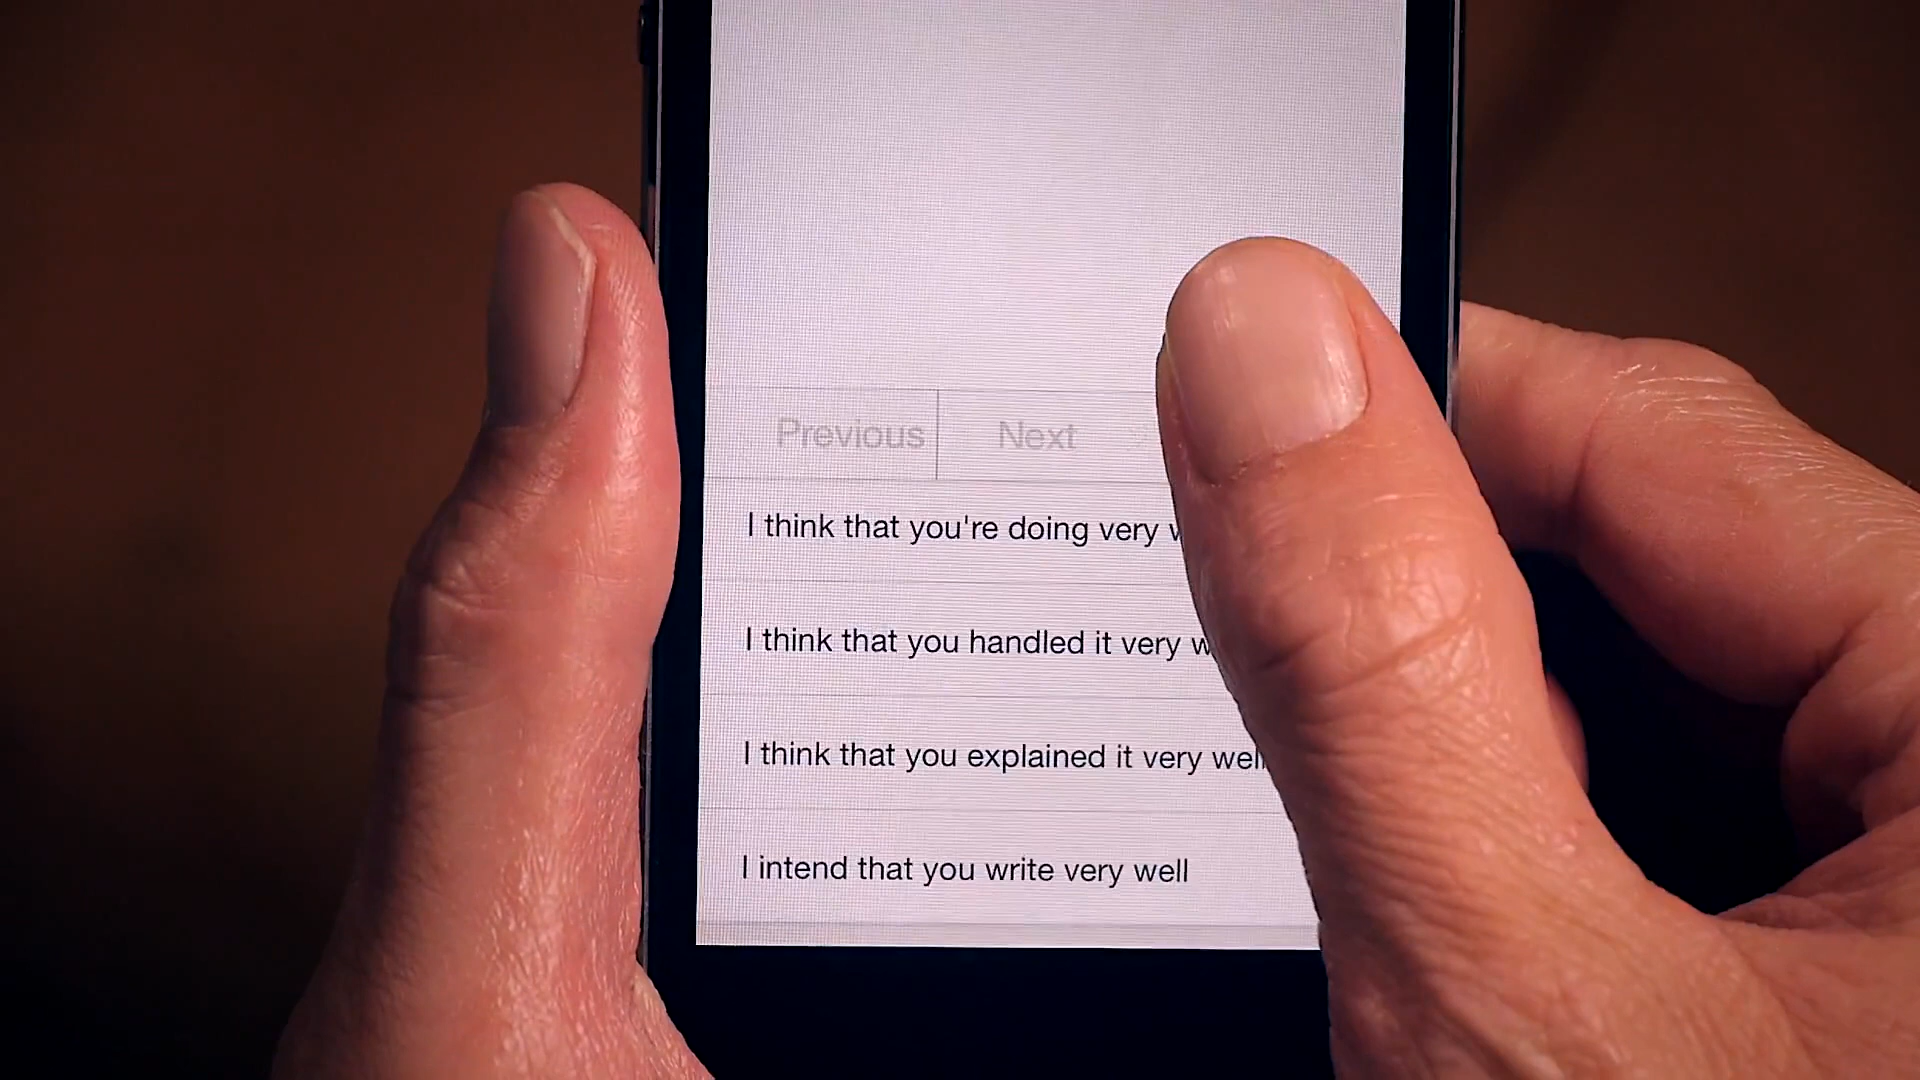 Previous Next
I think that you're doing very
I think that you handled it very
I think that you explained it very well
I intend that you write very well